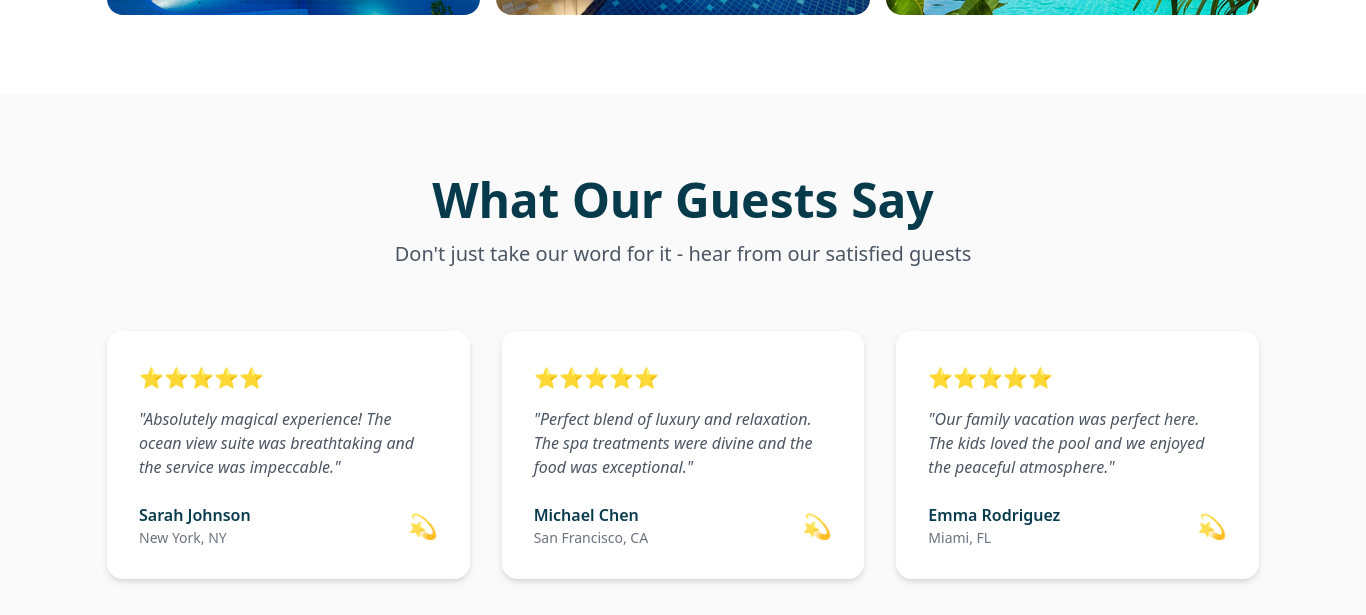 What Our Guests Say
Don't just take our word for it - hear from our satisfied guests
"Absolutely magical experience! The
ocean view suite was breathtaking and
the service was impeccable."
Sarah Johnson
New York, NY
"Perfect blend of luxury and relaxation.
The spa treatments were divine and the
food was exceptional."
Michael Chen
San Francisco, CA
"Our family vacation was perfect here.
The kids loved the pool and we enjoyed
the peaceful atmosphere."
Emma Rodriguez
Miami, FL